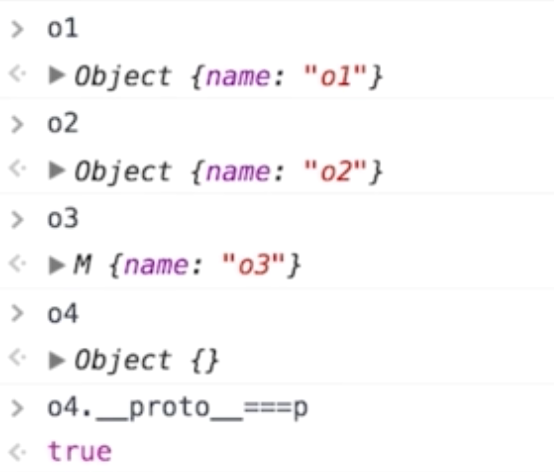 > o1
<· ▶ Object {name: "o1"}
> o2
<· ▶ Object {name: "o2"}
> o3
<· ▶ M {name: "o3"}
> o4
<· ▶ Object {}
> o4.__proto__===p
<· true